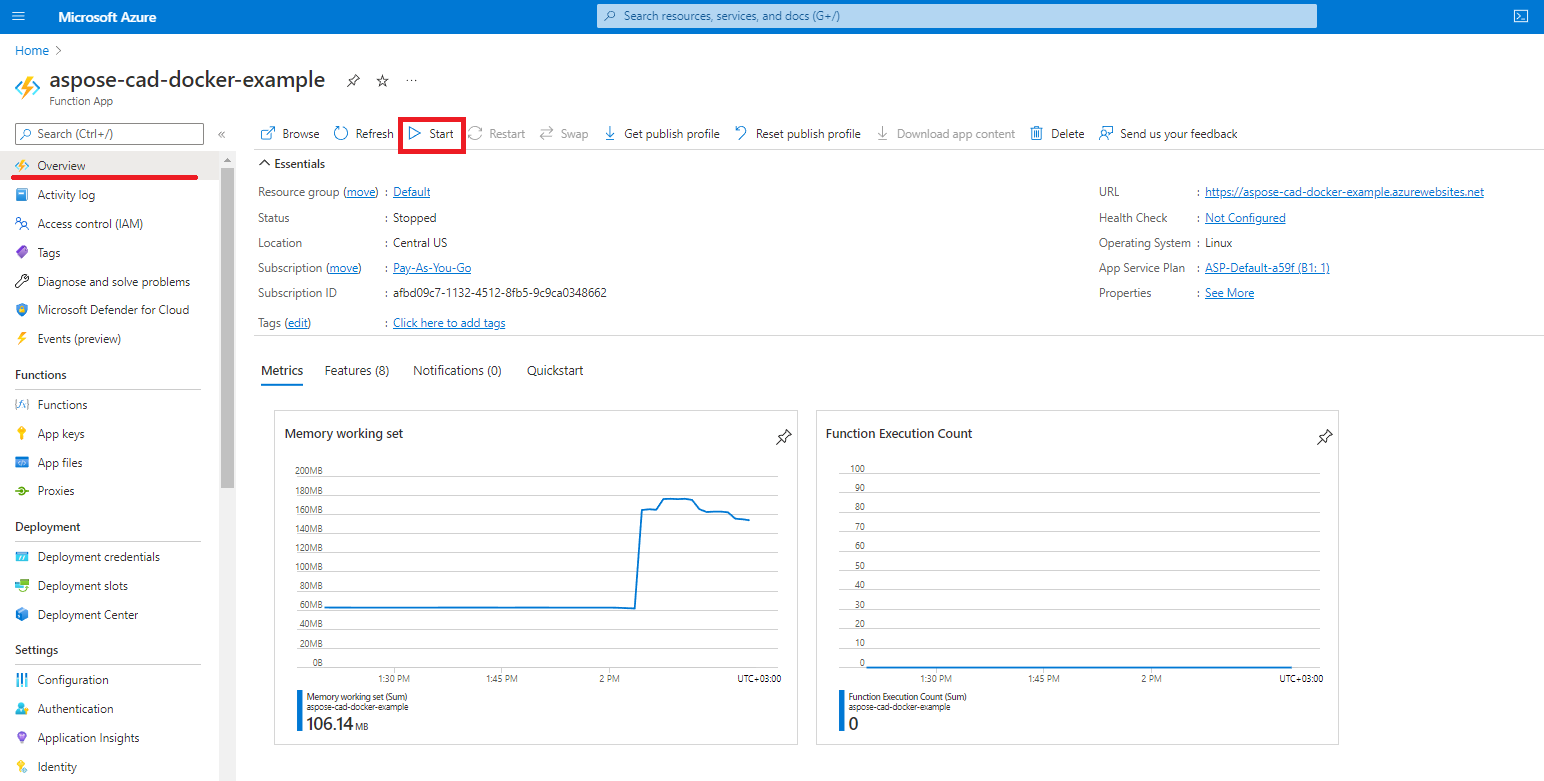 Microsoft Azure
Search resources, services, and docs (G+/)
Home
aspose-cad-docker-example
Function App
Search (Ctrl+/)
Browse Refresh Start Restart Swap Get publish profile Reset publish profile Download app content Delete Send us your feedback
Overview
Activity log
Access control (IAM)
Tags
Diagnose and solve problems
Microsoft Defender for Cloud
Events (preview)
Functions
Functions
App keys
App files
Proxies
Deployment
Deployment credentials
Deployment slots
Deployment Center
Settings
Configuration
Authentication
Application Insights
Identity
Essentials
Resource group (move) : Default
Status : Stopped
Location : Central US
Subscription (move) : Pay-As-You-Go
Subscription ID : afbd09c7-1132-4512-8fb5-9c9ca0348662
Tags (edit) : Click here to add tags
URL : https://aspose-cad-docker-example.azurewebsites.net
Health Check : Not Configured
Operating System : Linux
App Service Plan : ASP-Default-a59f (B1: 1)
Properties : See More
Metrics Features (8) Notifications (0) Quickstart
Memory working set
200MB
180MB
160MB
140MB
120MB
100MB
80MB
60MB
40MB
20MB
0B
1:30 PM 1:45 PM 2 PM UTC+03:00
Memory working set (Sum)
aspose-cad-docker-example
106.14 MB
Function Execution Count
100
90
80
70
60
50
40
30
20
10
0
1:30 PM 1:45 PM 2 PM UTC+03:00
Function Execution Count (Sum)
aspose-cad-docker-example
0